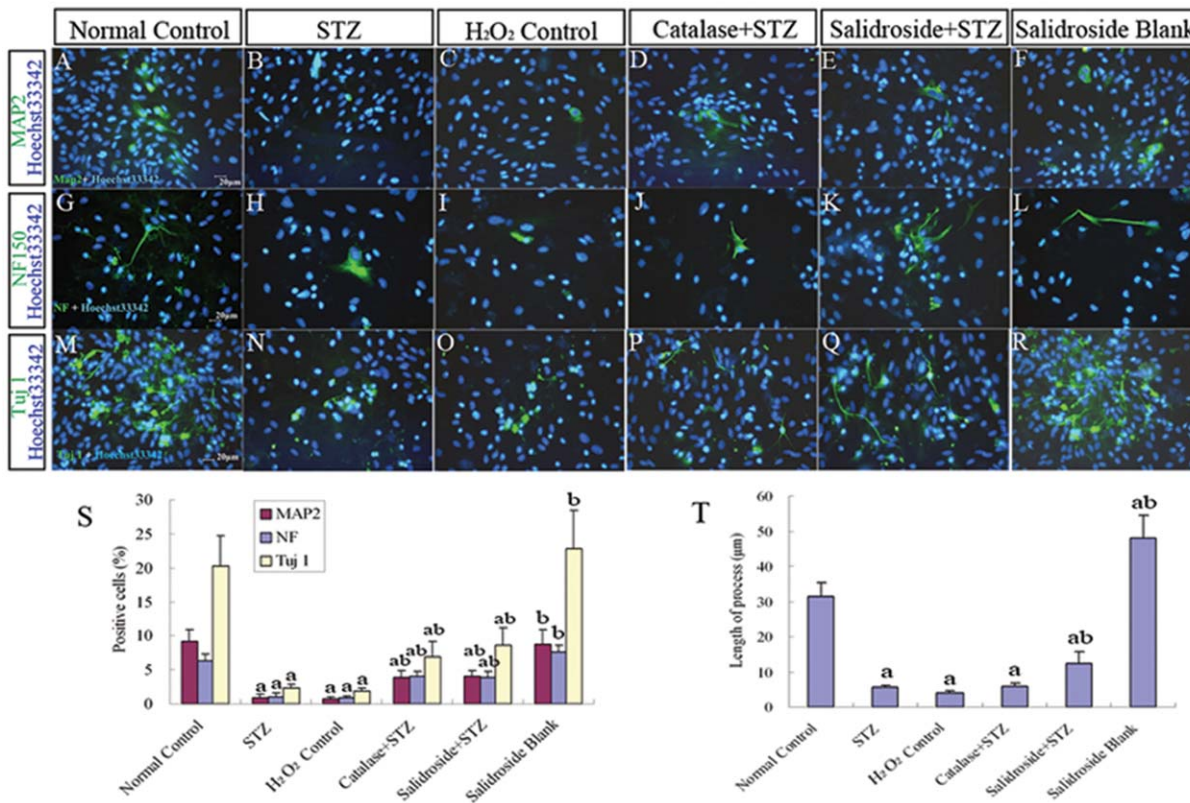 Normal Control STZ H₂O₂ Control Catalase+STZ Salidroside+STZ Salidroside Blank
MAP2
Hoechst33342
A B C D E F
Map2+ Hoechst33342 20μm
NF150
Hoechst33342
G H I J K L
NF + Hoechst33342 20μm
Tuj 1
Hoechst33342
M N O P Q R
Tuj 1 + Hoechst33342 20μm
S
Positive cells (%)
30
25
20
15
10
5
0
MAP2
NF
Tuj 1
a a a
a a a
ab ab ab
ab ab ab
b b b
Normal Control
STZ
H₂O₂ Control
Catalase+STZ
Salidroside+STZ
Salidroside Blank
T
Length of process (μm)
60
50
40
30
20
10
0
a
a
a
ab
ab
Normal Control
STZ
H₂O₂ Control
Catalase+STZ
Salidroside+STZ
Salidroside Blank